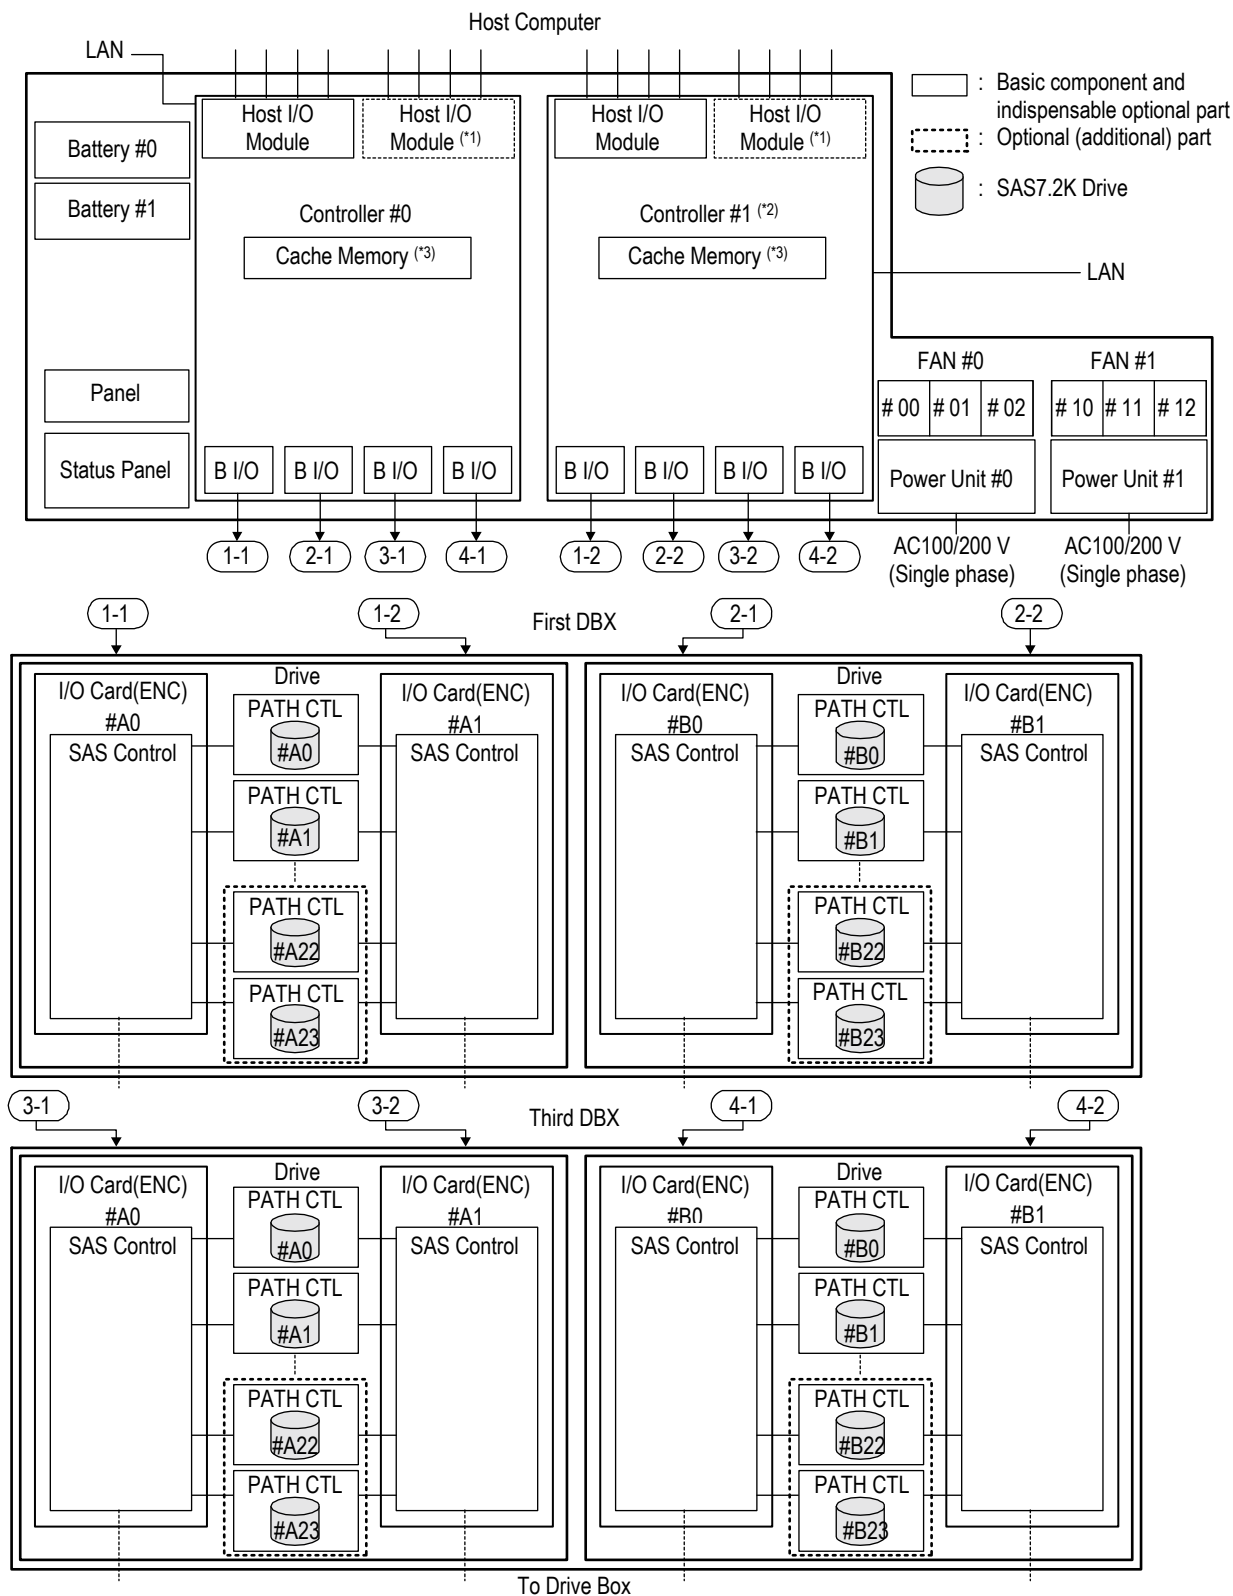 Host Computer
LAN
Host I/O
Module
Host I/O
Module (*1)
Host I/O
Module
Host I/O
Module (*1)
: Basic component and
indispensable optional part
: Optional (additional) part
: SAS7.2K Drive
Battery #0
Battery #1
Controller #0
Cache Memory (*3)
Controller #1 (*2)
Cache Memory (*3)
LAN
Panel
Status Panel
B I/O
B I/O
B I/O
B I/O
B I/O
B I/O
B I/O
B I/O
FAN #0
FAN #1
# 00
# 01
# 02
# 10
# 11
# 12
Power Unit #0
Power Unit #1
1-1
2-1
3-1
4-1
1-2
2-2
3-2
4-2
AC100/200 V
(Single phase)
AC100/200 V
(Single phase)
1-1
1-2
First DBX
2-1
2-2
I/O Card(ENC)
#A0
SAS Control
Drive
PATH CTL
#A0
PATH CTL
#A1
PATH CTL
#A22
PATH CTL
#A23
I/O Card(ENC)
#A1
SAS Control
I/O Card(ENC)
#B0
SAS Control
Drive
PATH CTL
#B0
PATH CTL
#B1
PATH CTL
#B22
PATH CTL
#B23
I/O Card(ENC)
#B1
SAS Control
3-1
3-2
Third DBX
4-1
4-2
I/O Card(ENC)
#A0
SAS Control
Drive
PATH CTL
#A0
PATH CTL
#A1
PATH CTL
#A22
PATH CTL
#A23
I/O Card(ENC)
#A1
SAS Control
I/O Card(ENC)
#B0
SAS Control
Drive
PATH CTL
#B0
PATH CTL
#B1
PATH CTL
#B22
PATH CTL
#B23
I/O Card(ENC)
#B1
SAS Control
To Drive Box